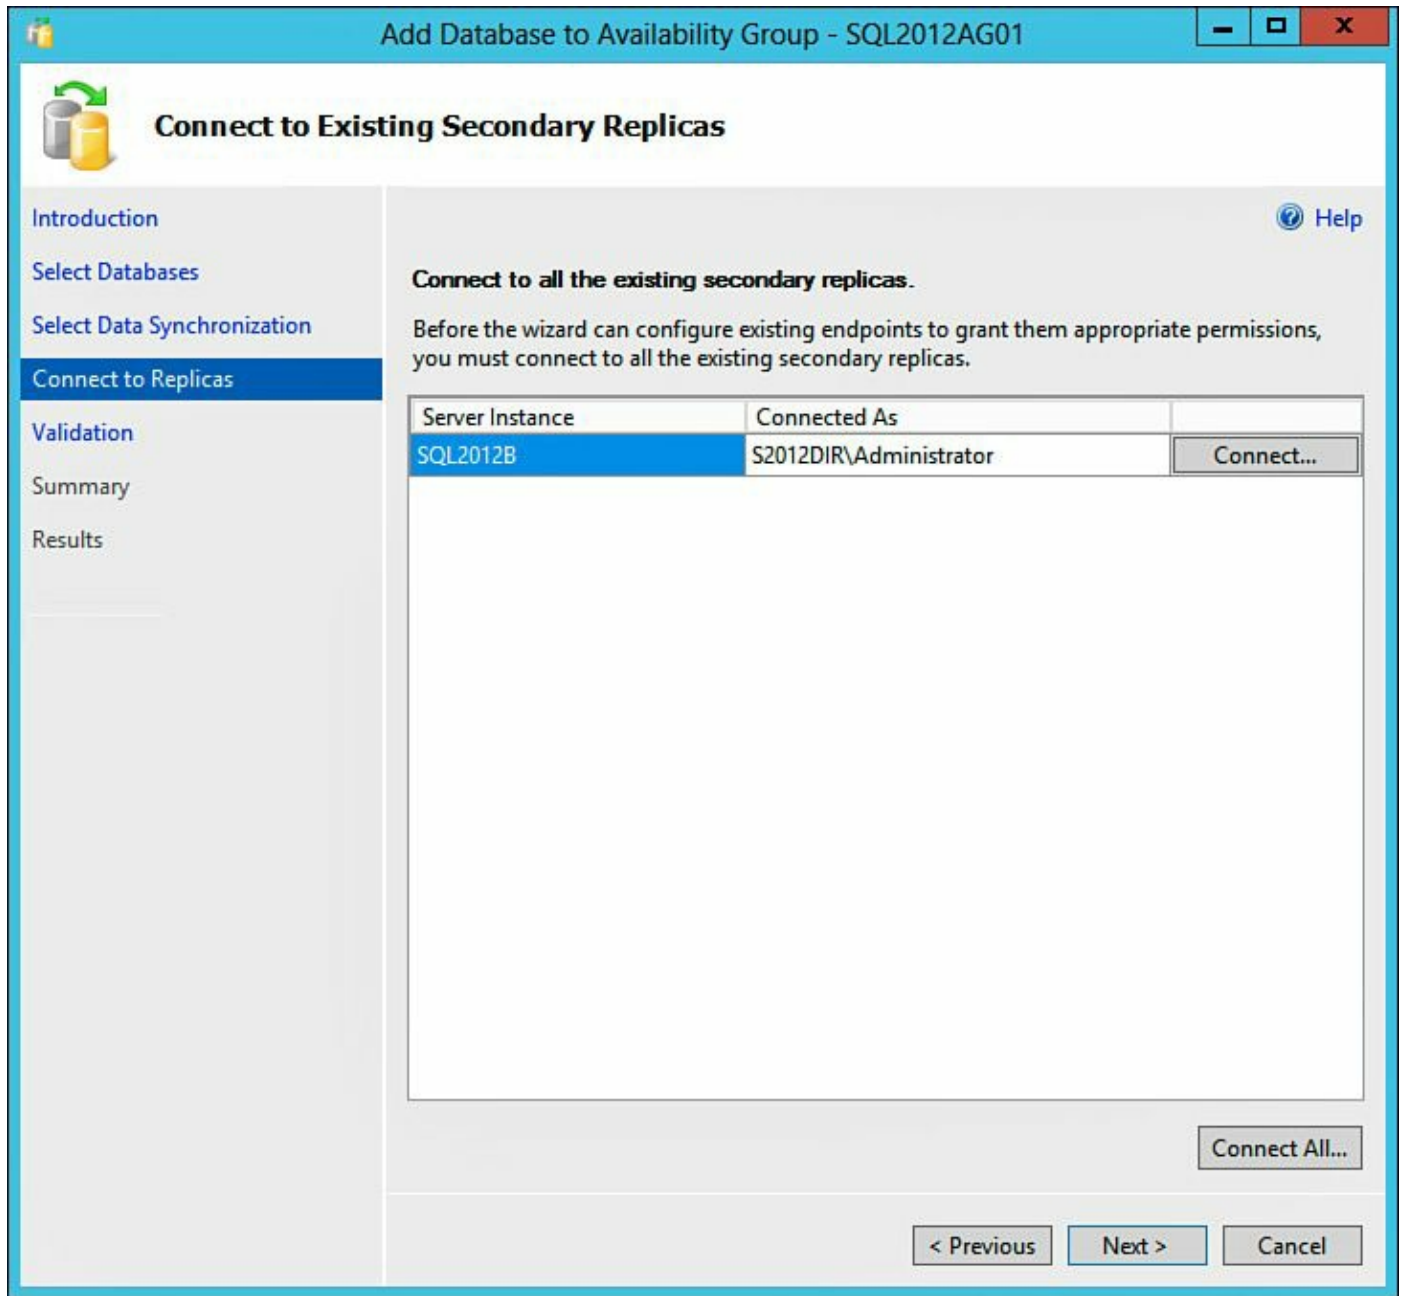 Add Database to Availability Group - SQL2012AG01
X
Connect to Existing Secondary Replicas
Introduction
Select Databases
Select Data Synchronization
Connect to Replicas
Validation
Summary
Results
Help
Connect to all the existing secondary replicas.
Before the wizard can configure existing endpoints to grant them appropriate permissions,
you must connect to all the existing secondary replicas.
Server Instance Connected As
SQL2012B S2012DIR\Administrator Connect...
Connect All...
< Previous Next > Cancel